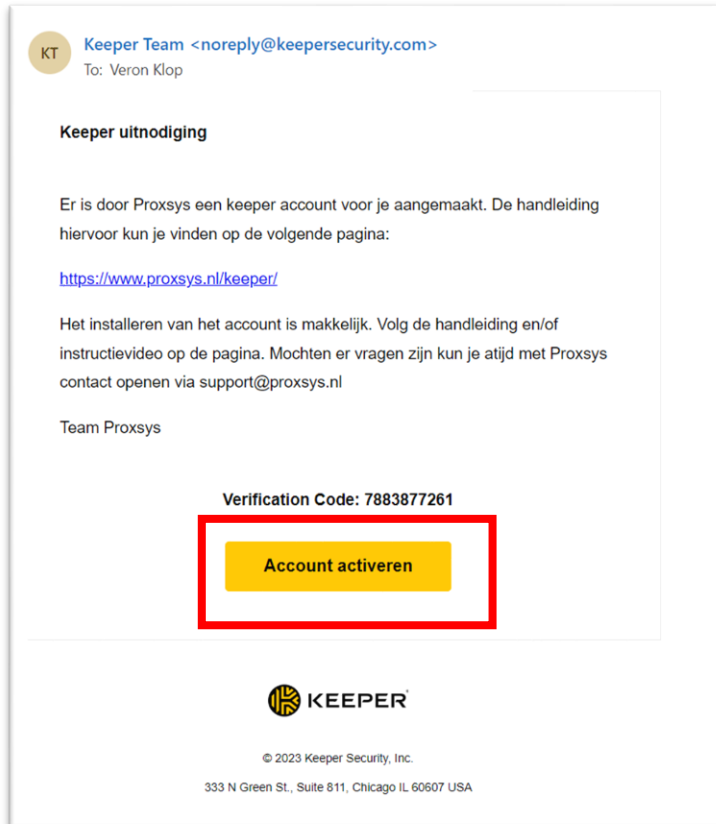 KT
Keeper Team <noreply@keepersecurity.com>
To: Veron Klop
Keeper uitnodiging
Er is door Proxsys een keeper account voor je aangemaakt. De handleiding
hiervoor kun je vinden op de volgende pagina:
https://www.proxsys.nl/keeper/
Het installeren van het account is makkelijk. Volg de handleiding en/of
instructievideo op de pagina. Mochten er vragen zijn kun je atijd met Proxsys
contact openen via support@proxsys.nl
Team Proxsys
Verification Code: 7883877261
Account activeren
KEEPER
© 2023 Keeper Security, Inc.
333 N Green St., Suite 811, Chicago IL 60607 USA